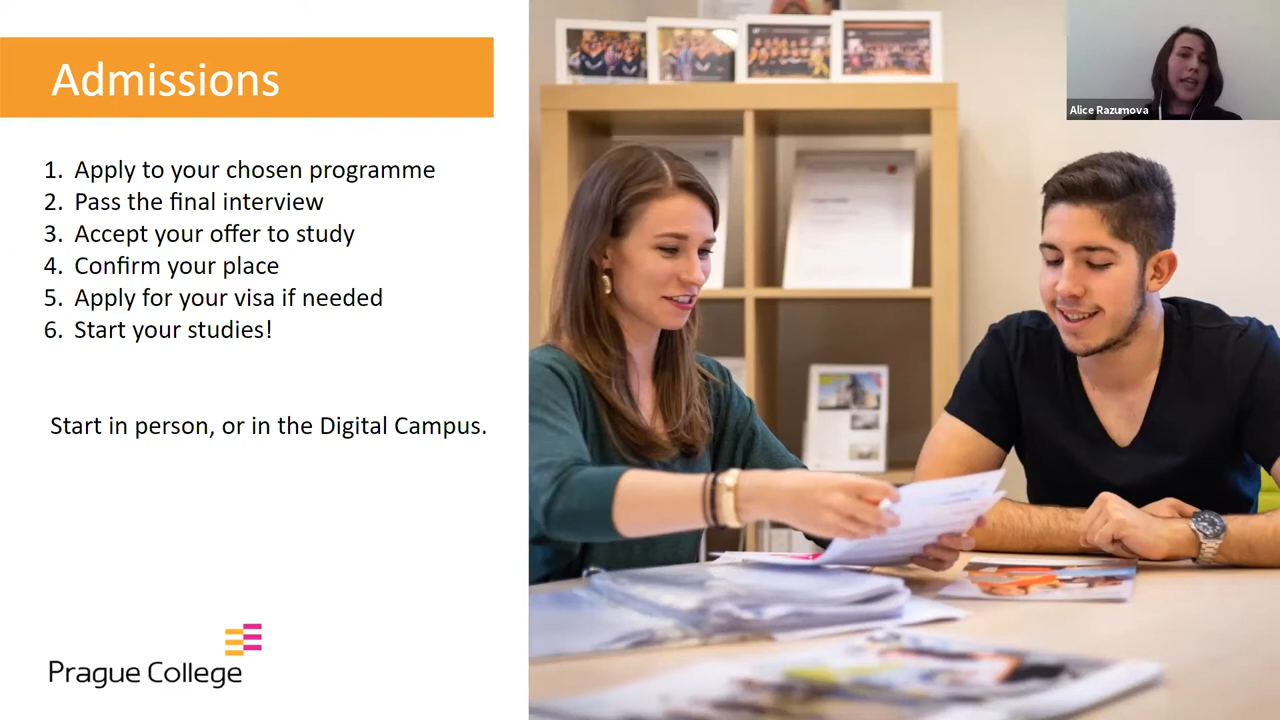 Admissions
1. Apply to your chosen programme
2. Pass the final interview
3. Accept your offer to study
4. Confirm your place
5. Apply for your visa if needed
6. Start your studies!
Start in person, or in the Digital Campus.
Prague College
Alice Razumova